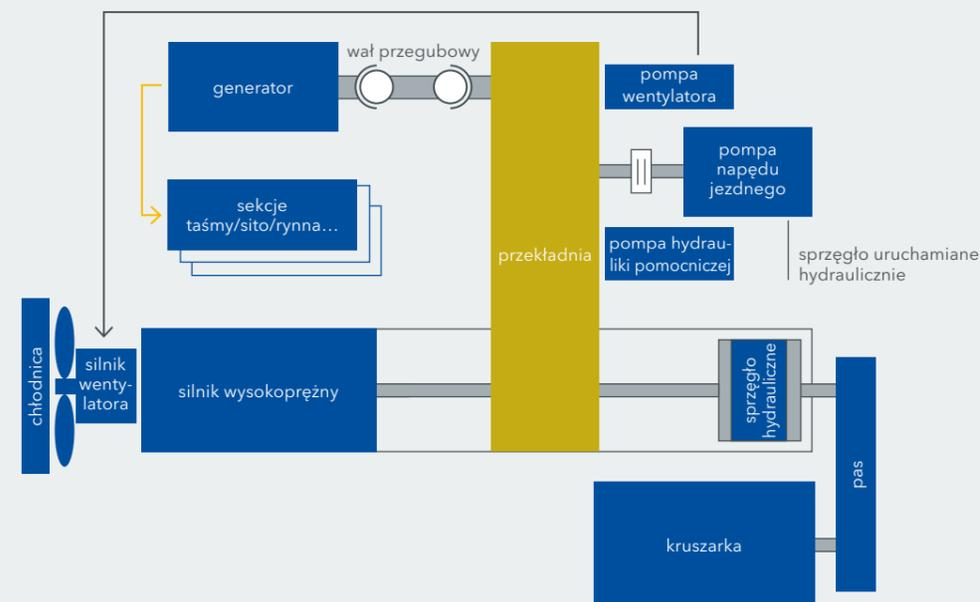 wał przegubowy
generator
pompa
wentylatora
pompa
napędu
jezdnego
sekcje
taśmy/sito/rynna...
przekładnia
pompa hydrau-
liki pomocniczej
sprzęgło uruchamiane
hydraulicznie
chłodnica
silnik
wenty-
latora
silnik wysokoprężny
sprzęgło
hydrauliczne
pas
kruszarka